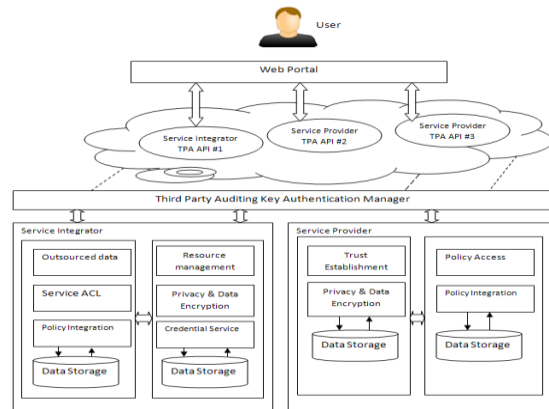 User
Web Portal
Service integrator
TPA API #1
Service Provider
TPA API #2
Service Provider
TPA API #3
Third Party Auditing Key Authentication Manager
Service Integrator
Outsourced data
Service ACL
Policy Integration
Data Storage
Resource
management
Privacy & Data
Encryption
Credential Service
Data Storage
Service Provider
Trust
Establishment
Privacy & Data
Encryption
Data Storage
Policy Access
Policy Integration
Data Storage